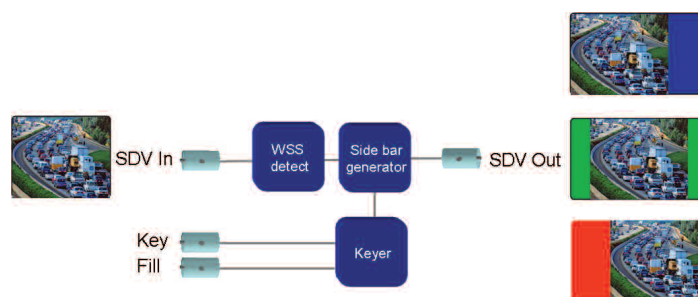 SDV In
WSS
detect
Side bar
generator
SDV Out
Key
Fill
Keyer